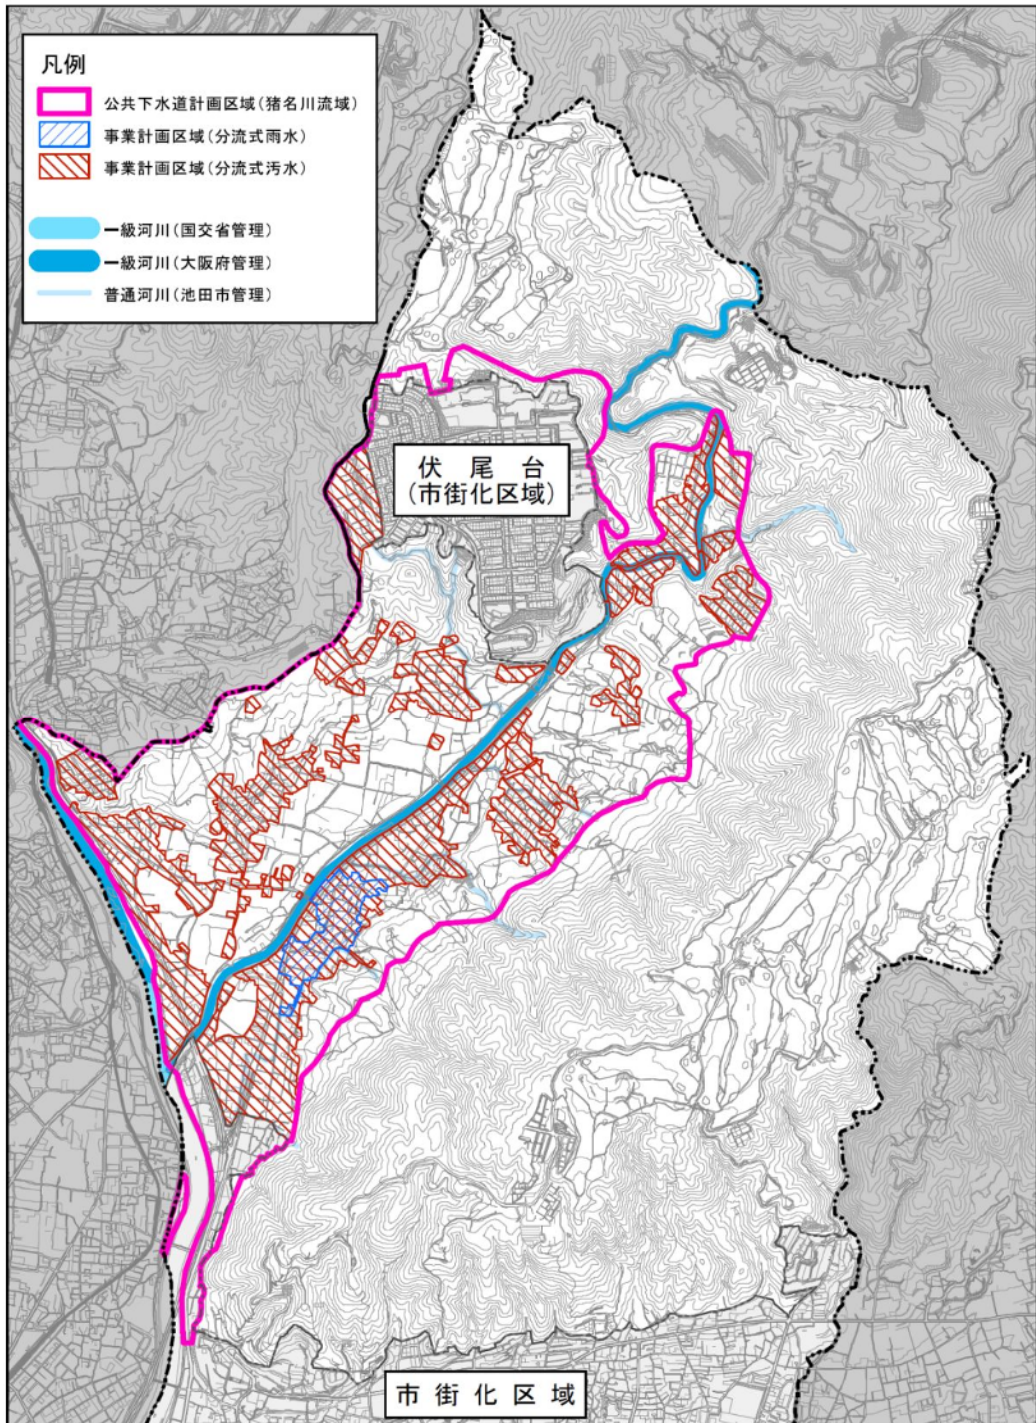 凡例
公共下水道計画区域(猪名川流域)
事業計画区域(分流式雨水)
事業計画区域(分流式汚水)
一級河川(国交省管理)
一級河川(大阪府管理)
普通河川(池田市管理)
伏尾台
(市街化区域)
市街化区域